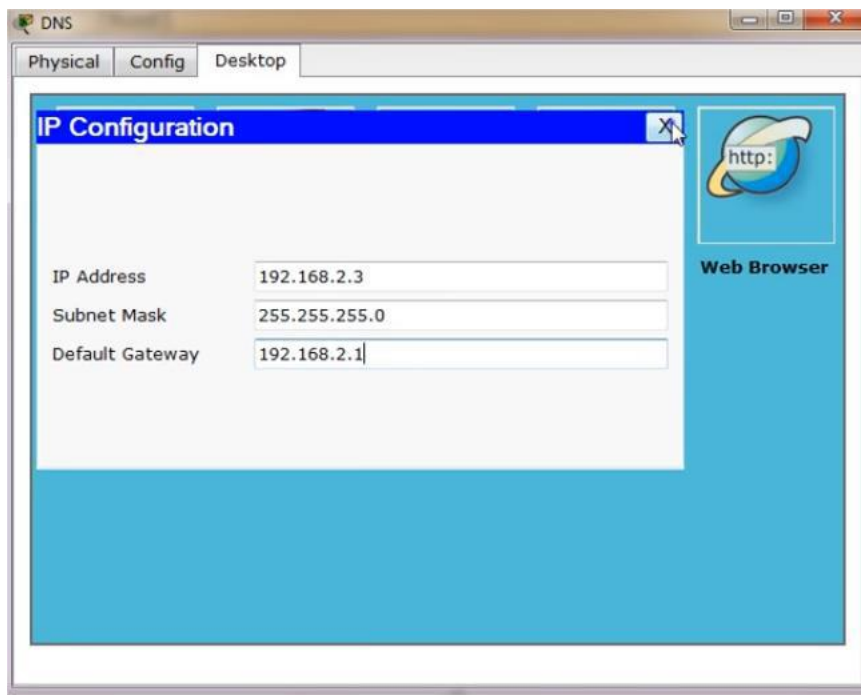 DNS
Physical Config Desktop
IP Configuration X
http:
IP Address 192.168.2.3
Web Browser
Subnet Mask 255.255.255.0
Default Gateway 192.168.2.1